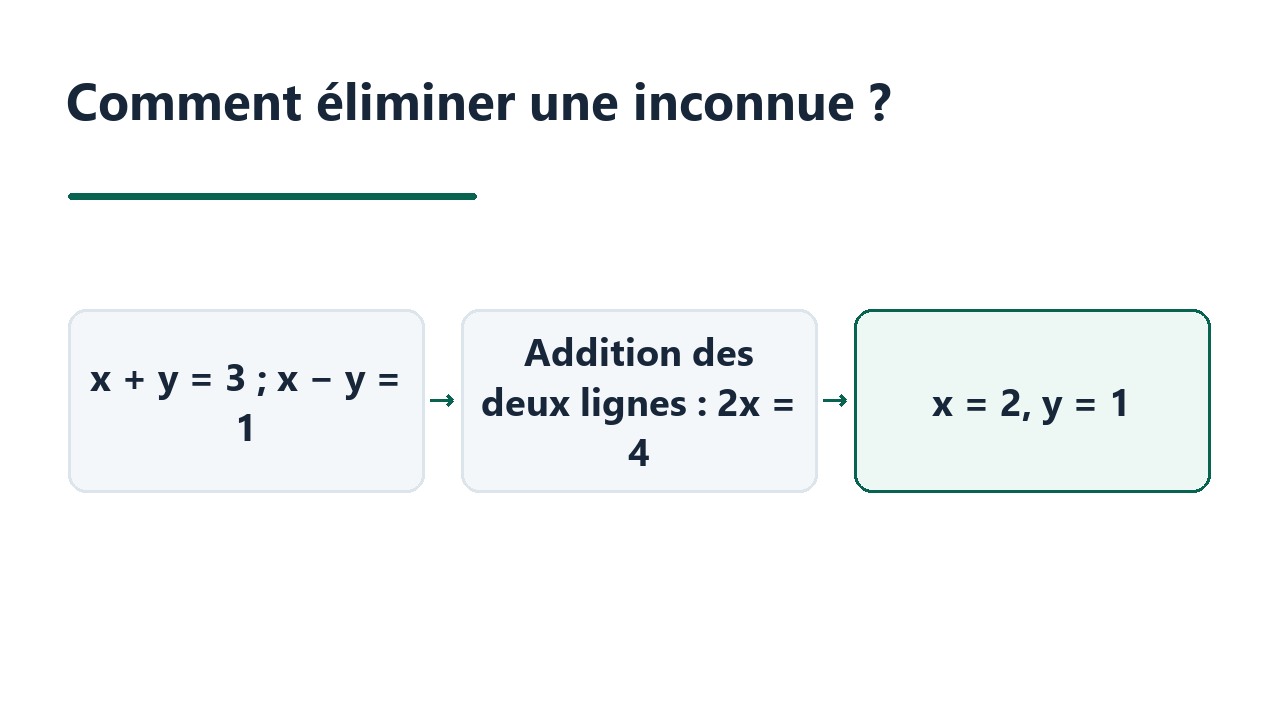 Comment éliminer une inconnue ?
x + y = 3 ; x − y =
1
→
Addition des
deux lignes : 2x =
4
→
x = 2, y = 1